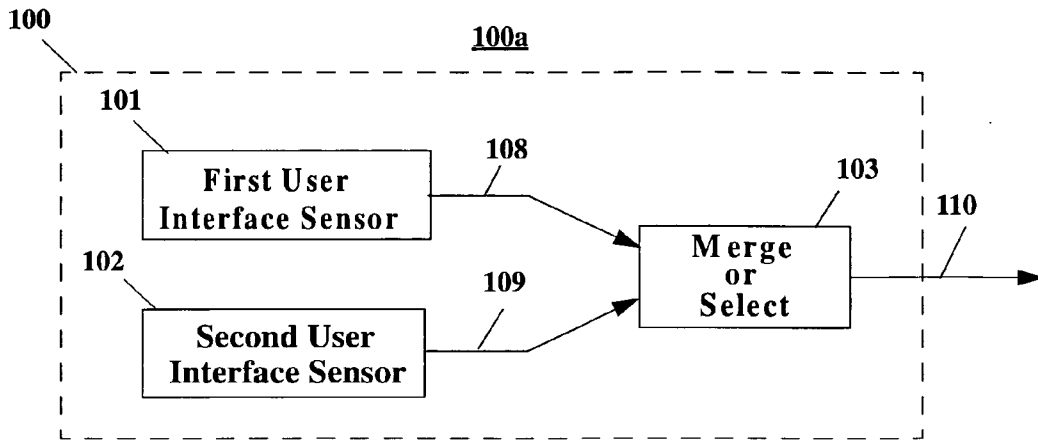 100
100a
101
First User
Interface Sensor
108
103
110
Merge
or
Select
102
109
Second User
Interface Sensor